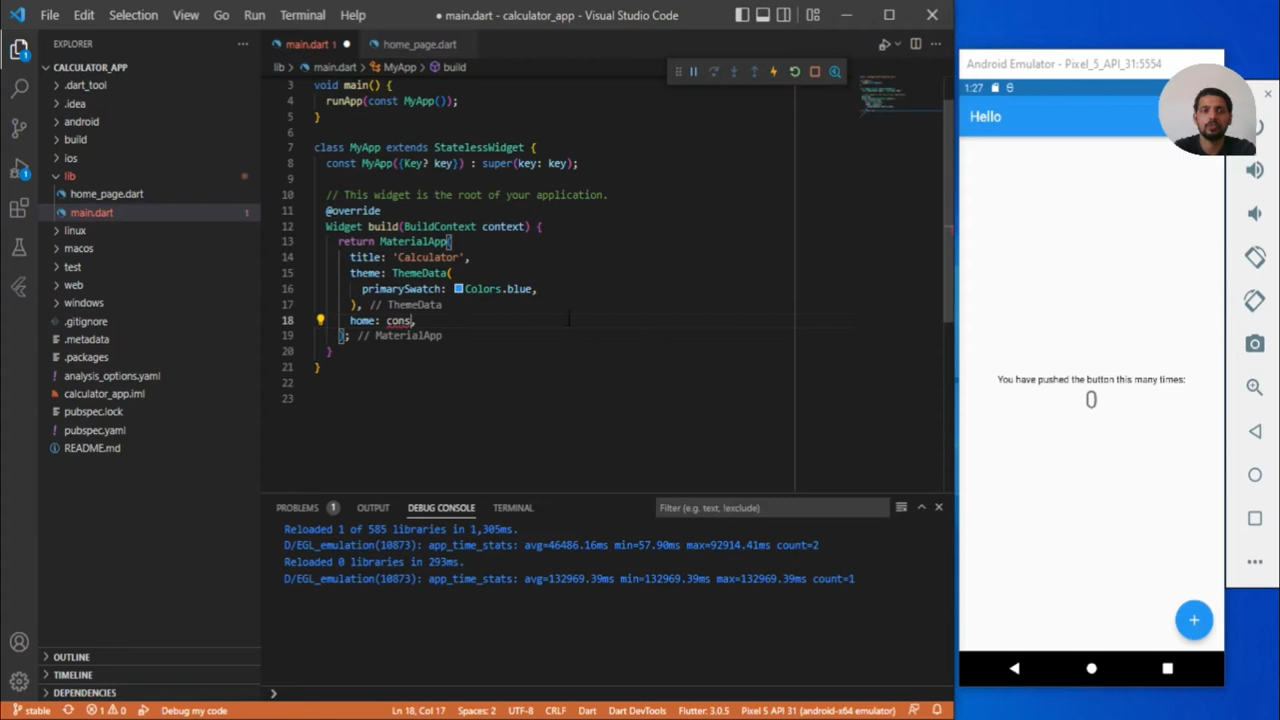 File Edit Selection View Go Run Terminal Help
● main.dart - calculator_app - Visual Studio Code
EXPLORER
CALCULATOR_APP
.dart_tool
.idea
android
build
ios
lib
home_page.dart
main.dart 1
linux
macos
test
web
windows
.gitignore
.metadata
.packages
analysis_options.yaml
calculator_app.iml
pubspec.lock
pubspec.yaml
README.md
OUTLINE
TIMELINE
DEPENDENCIES
main.dart 1 ● home_page.dart
lib > main.dart > MyApp > build
3 void main() {
4 runApp(const MyApp());
5 }
6
7 class MyApp extends StatelessWidget {
8 const MyApp({Key? key}) : super(key: key);
9
10 // This widget is the root of your application.
11 @override
12 Widget build(BuildContext context) {
13 return MaterialApp(
14 title: 'Calculator',
15 theme: ThemeData(
16 primarySwatch: Colors.blue,
17 ), // ThemeData
18 home: cons,
19 ); // MaterialApp
20 }
21 }
22
23
PROBLEMS 1 OUTPUT DEBUG CONSOLE TERMINAL Filter (e.g. text, !exclude)
Reloaded 1 of 585 libraries in 1,305ms.
D/EGL_emulation(10873): app_time_stats: avg=46486.16ms min=57.90ms max=92914.41ms count=2
Reloaded 0 libraries in 293ms.
D/EGL_emulation(10873): app_time_stats: avg=132969.39ms min=132969.39ms max=132969.39ms count=1
stable 1 0 Debug my code Ln 18, Col 17 Spaces: 2 UTF-8 CRLF Dart Dart DevTools Flutter: 3.0.5 Pixel 5 API 31 (android-x64 emulator)
Android Emulator - Pixel_5_API_31:5554
1:27
Hello
You have pushed the button this many times:
0